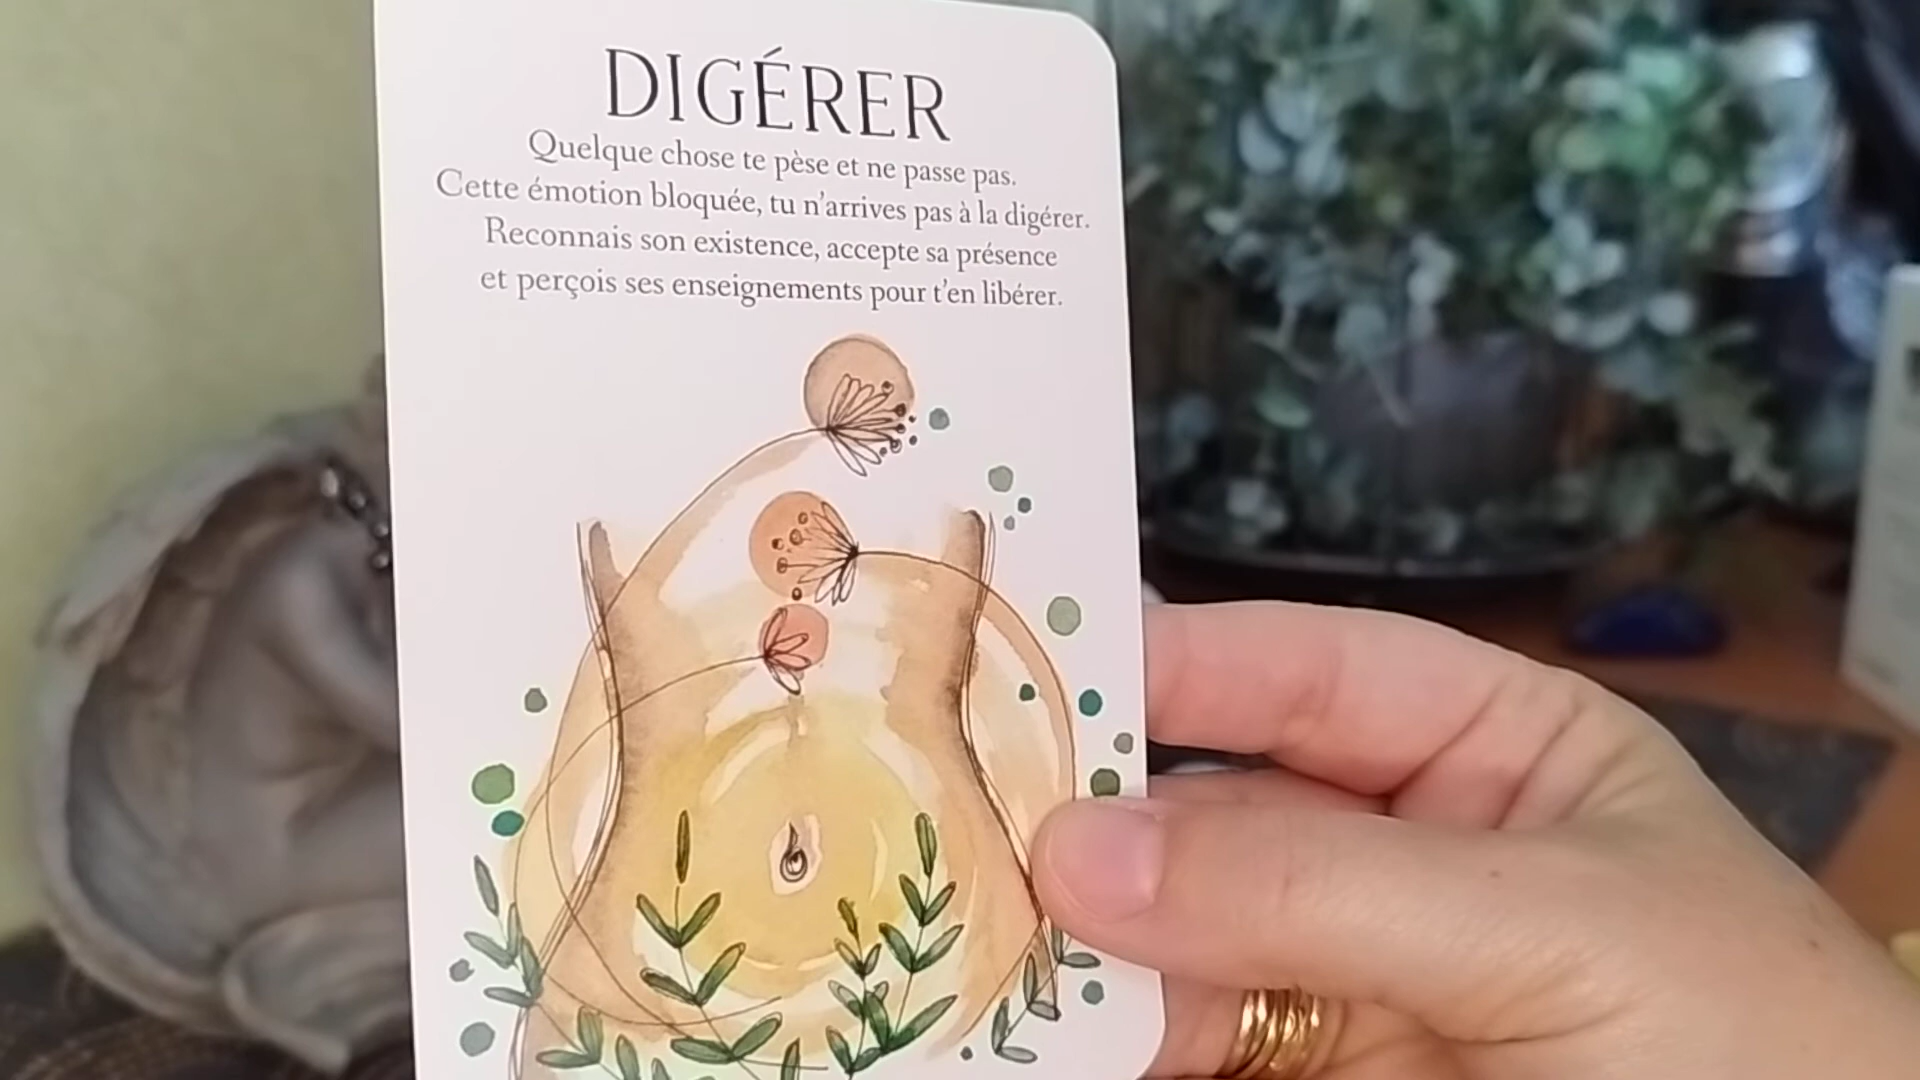 DIGÉRER
Quelque chose te pèse et ne passe pas.
Cette émotion bloquée, tu n'arrives pas à la digérer.
Reconnais son existence, accepte sa présence
et perçois ses enseignements pour t'en libérer.